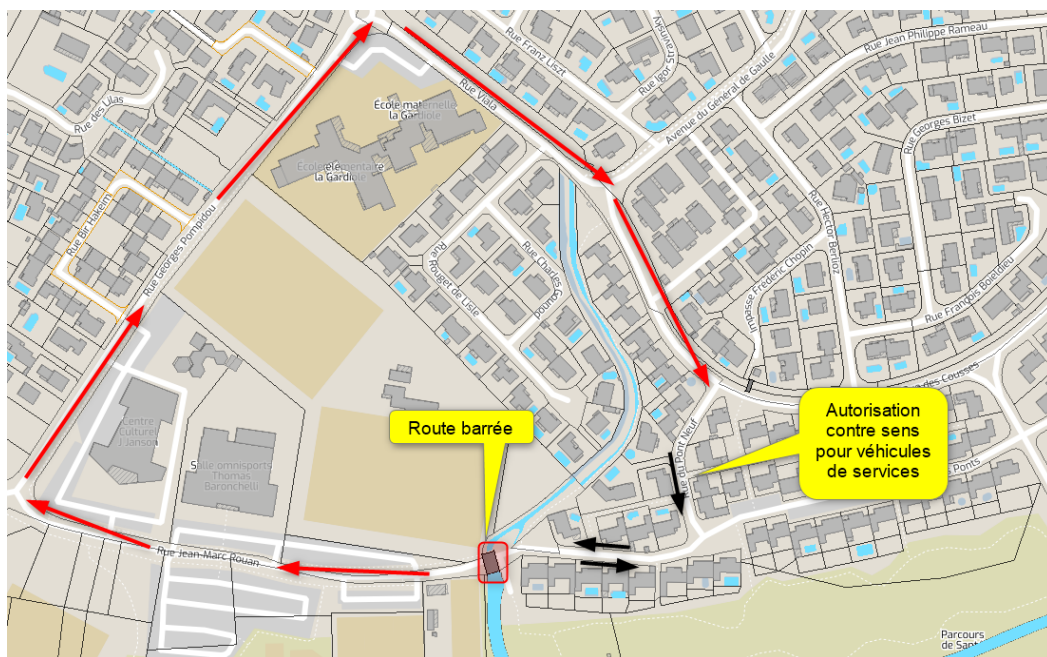 Rue des Lilas
Rue Bir Hakeim
Rue Georges Pompidou
École maternelle
la Gardiole
École élémentaire
la Gardiole
Rue Viala
Rue Franz Liszt
Rue Igor Stravinsky
Avenue du Général de Gaulle
Rue Jean Philippe Rameau
Rue Georges Bizet
Rue Hector Berlioz
Impasse Frédéric Chopin
Rue François Boieldieu
Rue Rouget de Lisle
Rue Charles Gounod
Centre
Culturel
J Janson
Salle omnisports
Thomas
Baronchelli
Route barrée
Autorisation
contre sens
pour véhicules
de services
des Cousses
Rue du Pont Neuf
Ponts
Rue Jean-Marc Rouan
Parcours
de Sant